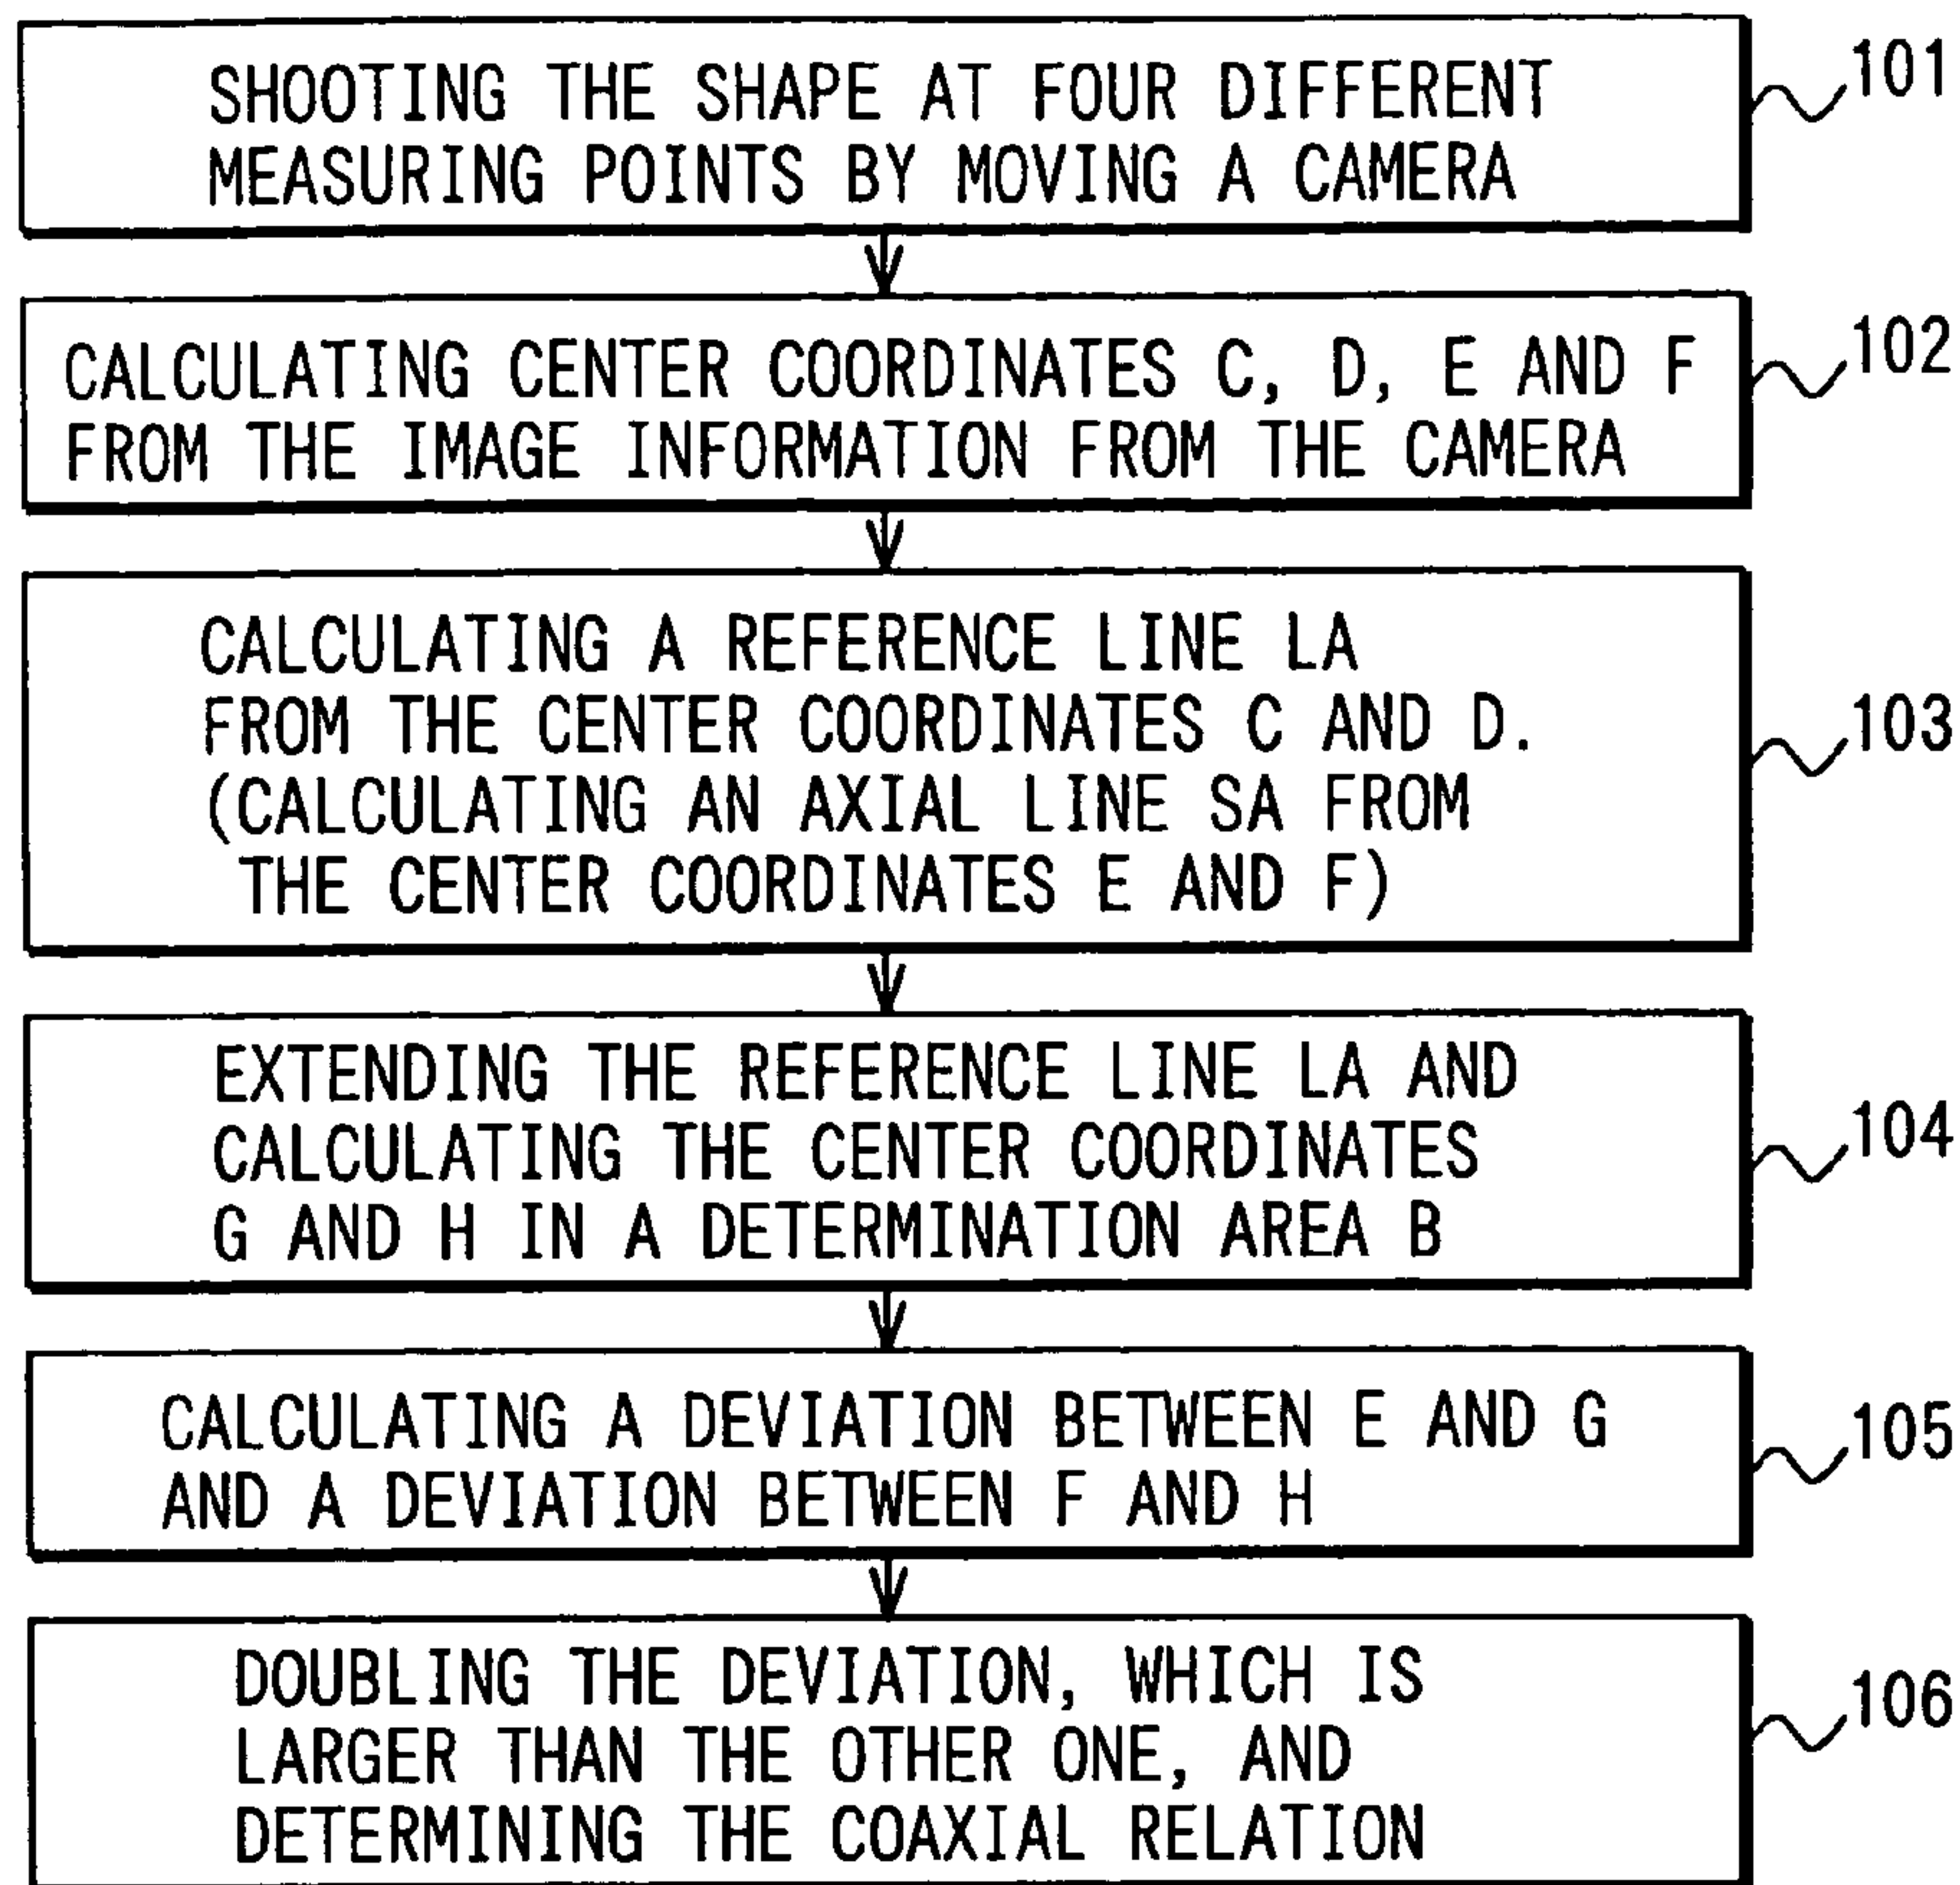 SHOOTING THE SHAPE AT FOUR DIFFERENT
MEASURING POINTS BY MOVING A CAMERA
101
CALCULATING CENTER COORDINATES C, D, E AND F
FROM THE IMAGE INFORMATION FROM THE CAMERA
102
CALCULATING A REFERENCE LINE LA
FROM THE CENTER COORDINATES C AND D.
(CALCULATING AN AXIAL LINE SA FROM
THE CENTER COORDINATES E AND F)
103
EXTENDING THE REFERENCE LINE LA AND
CALCULATING THE CENTER COORDINATES
G AND H IN A DETERMINATION AREA B
104
CALCULATING A DEVIATION BETWEEN E AND G
AND A DEVIATION BETWEEN F AND H
105
DOUBLING THE DEVIATION, WHICH IS
LARGER THAN THE OTHER ONE, AND
DETERMINING THE COAXIAL RELATION
106